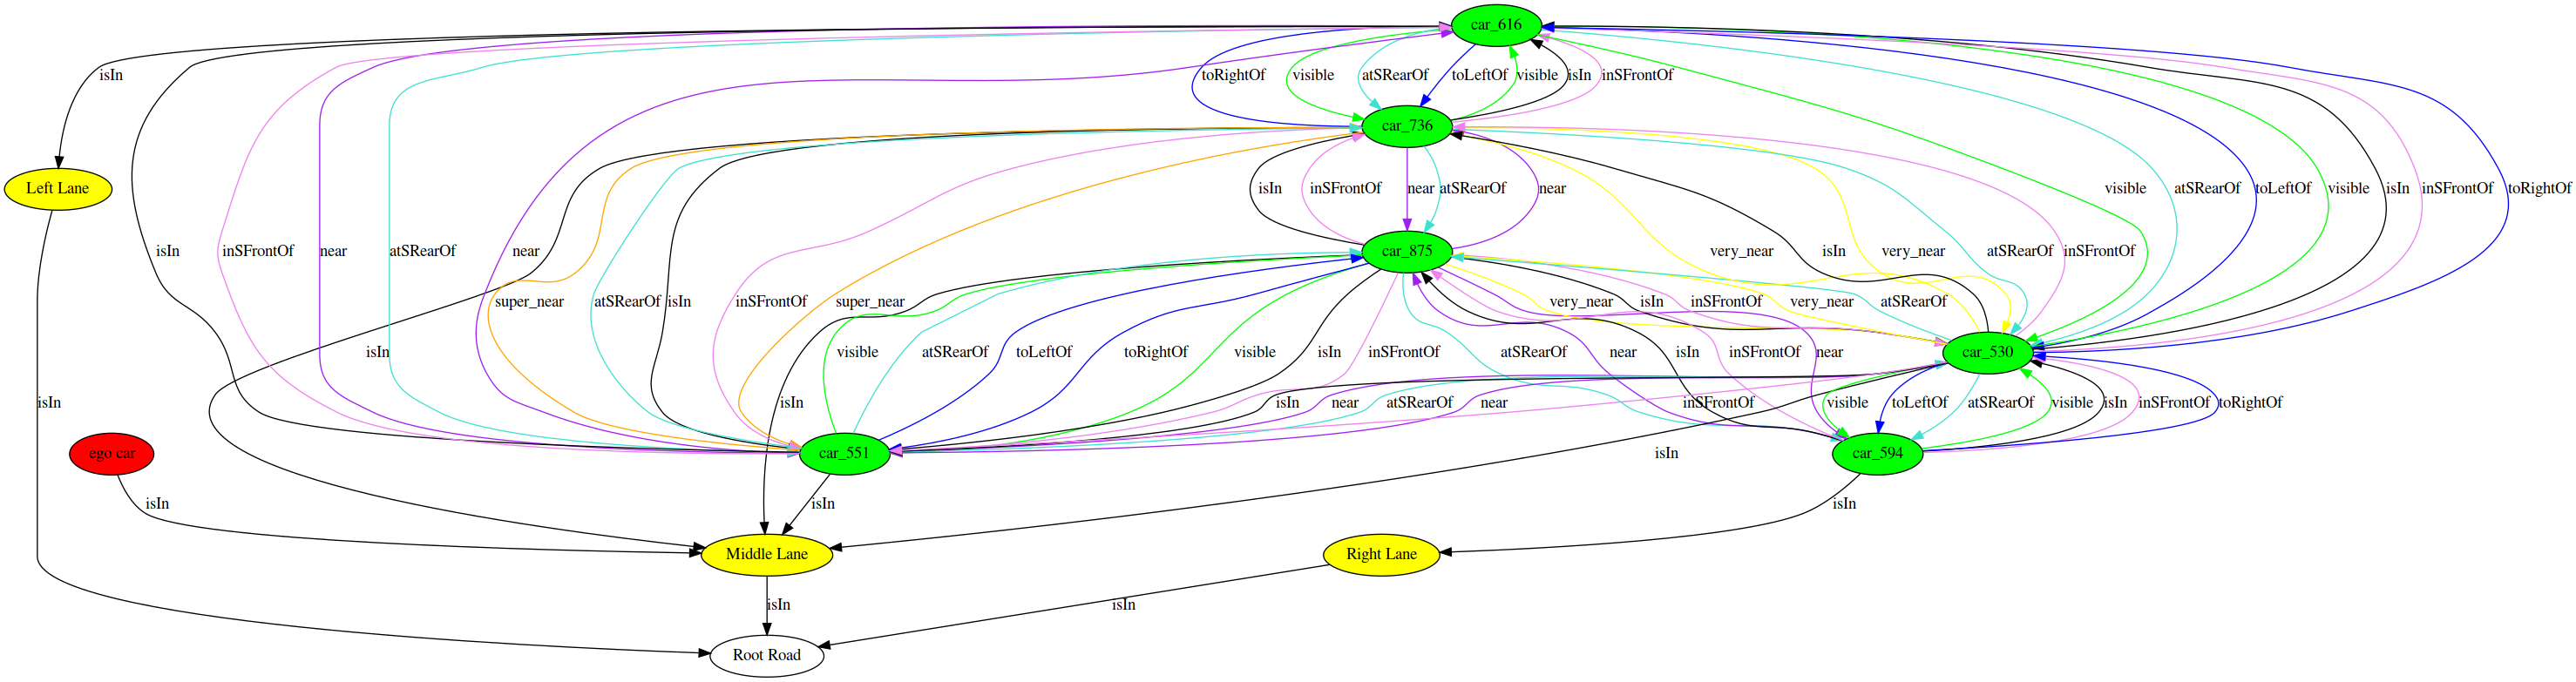 car_616
isIn
toRightOf
visible
atSRearOf
toLeftOf
visible
isIn
inSFrontOf
car_736
Left Lane
isIn
inSFrontOf
near
atSRearOf
near
visible
atSRearOf
toLeftOf
visible
isIn
inSFrontOf
toRightOf
isIn
inSFrontOf
near
atSRearOf
near
car_875
very_near
isIn
very_near
atSRearOf
inSFrontOf
super_near
atSRearOf
isIn
inSFrontOf
super_near
very_near
isIn
inSFrontOf
very_near
atSRearOf
isIn
visible
atSRearOf
toLeftOf
toRightOf
visible
isIn
inSFrontOf
atSRearOf
near
isIn
inSFrontOf
near
car_530
isIn
isIn
isIn
near
atSRearOf
near
inSFrontOf
visible
toLeftOf
atSRearOf
visible
isIn
inSFrontOf
toRightOf
ego car
car_551
isIn
car_594
isIn
isIn
isIn
Middle Lane
Right Lane
isIn
isIn
Root Road